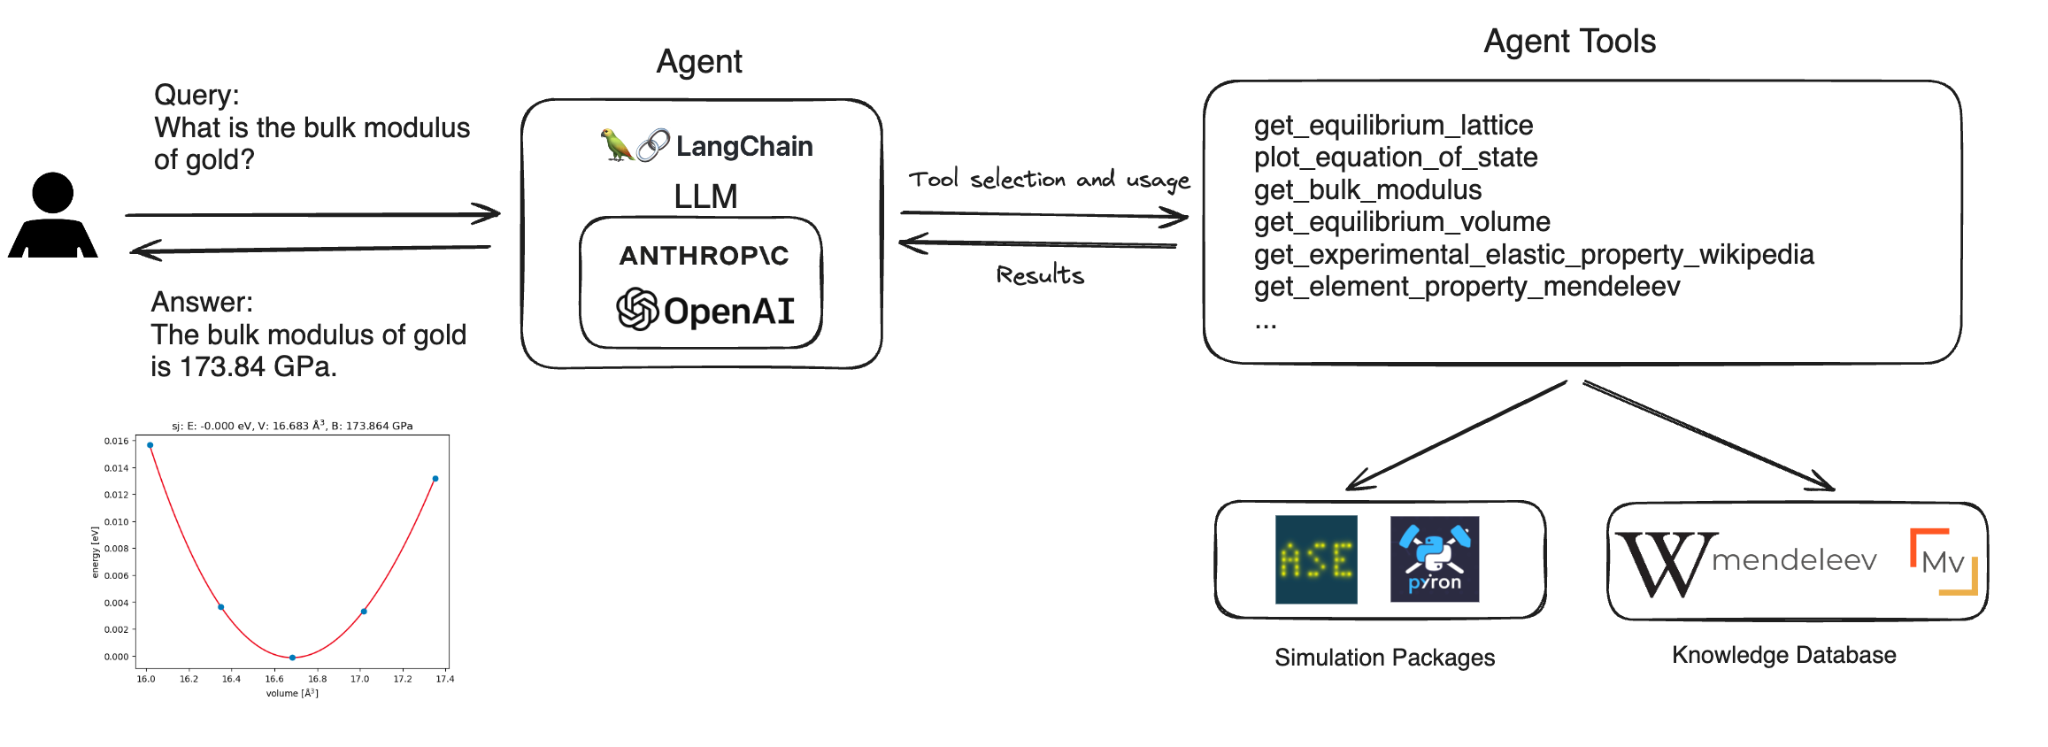 Agent
Agent Tools
Query:
What is the bulk modulus
of gold?
Answer:
The bulk modulus of gold
is 173.84 GPa.
LangChain
LLM
ANTHROP\C
OpenAI
Tool selection and usage
Results
get_equilibrium_lattice
plot_equation_of_state
get_bulk_modulus
get_equilibrium_volume
get_experimental_elastic_property_wikipedia
get_element_property_mendeleev
...
sj: E: -0.000 eV, V: 16.683 Å³, B: 173.864 GPa
0.016
0.014
0.012
0.010
0.008
0.006
0.004
0.002
0.000
energy [eV]
16.0 16.2 16.4 16.6 16.8 17.0 17.2 17.4
volume [Å³]
ASE
pyiron
Simulation Packages
W
mendeleev
Mv
Knowledge Database